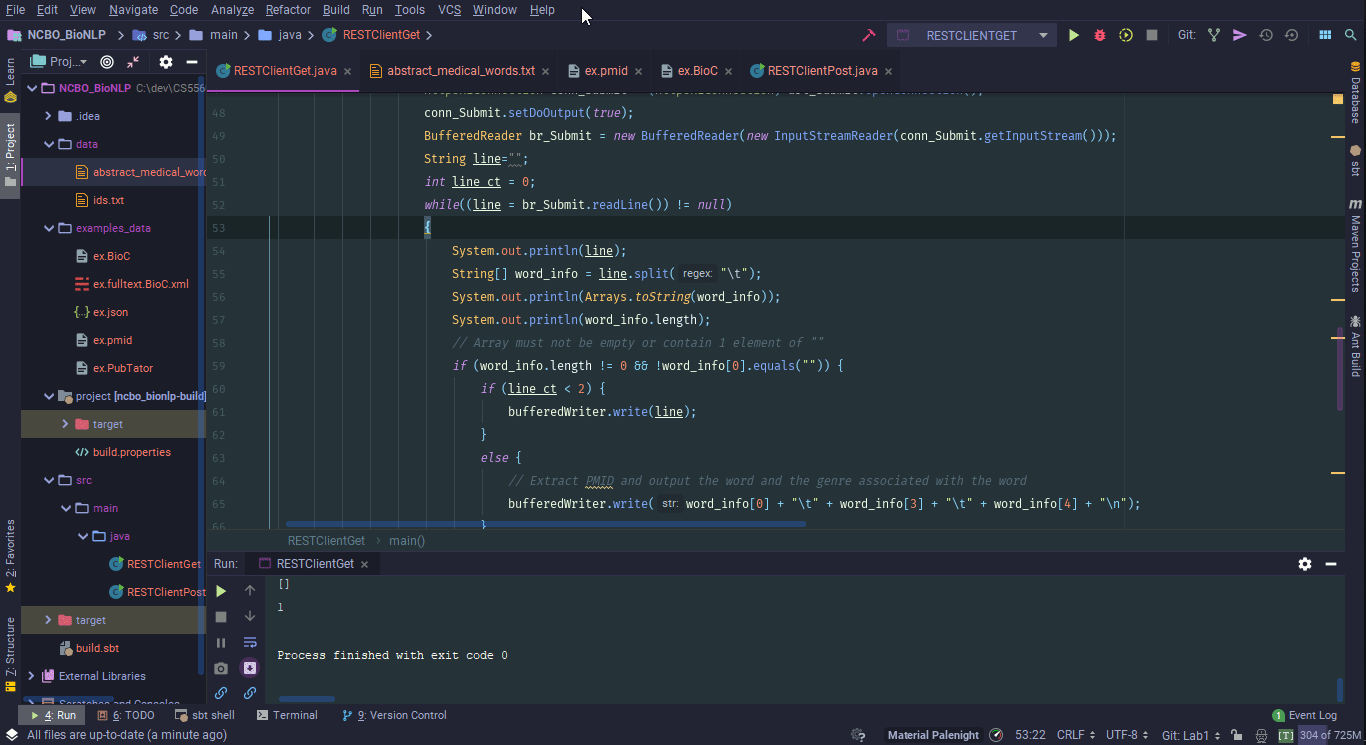 File Edit View Navigate Code Analyze Refactor Build Run Tools VCS Window Help
NCBO_BioNLP src main java RESTClientGet RESTCLIENTGET Git:
Learn
1: Project
2: Favorites
7: Structure
Proj...
NCBO_BioNLP C:\dev\CS556
.idea
data
abstract_medical_word
ids.txt
examples_data
ex.BioC
ex.fulltext.BioC.xml
ex.json
ex.pmid
ex.PubTator
project [ncbo_bionlp-build]
target
build.properties
src
main
java
RESTClientGet
RESTClientPost
target
build.sbt
External Libraries
Scratches and Consoles
RESTClientGet.java abstract_medical_words.txt ex.pmid ex.BioC RESTClientPost.java
48 conn_Submit.setDoOutput(true);
49 BufferedReader br_Submit = new BufferedReader(new InputStreamReader(conn_Submit.getInputStream()));
50 String line="";
51 int line_ct = 0;
52 while((line = br_Submit.readLine()) != null)
53 {
54 System.out.println(line);
55 String[] word_info = line.split( regex: "\t");
56 System.out.println(Arrays.toString(word_info));
57 System.out.println(word_info.length);
58 // Array must not be empty or contain 1 element of ""
59 if (word_info.length != 0 && !word_info[0].equals("")) {
60 if (line_ct < 2) {
61 bufferedWriter.write(line);
62 }
63 else {
64 // Extract PMID and output the word and the genre associated with the word
65 bufferedWriter.write( str: word_info[0] + "\t" + word_info[3] + "\t" + word_info[4] + "\n");
66 }
RESTClientGet main()
Database
sbt
m Maven Projects
Ant Build
Run: RESTClientGet
[]
1
Process finished with exit code 0
4: Run 6: TODO sbt shell Terminal 9: Version Control 1 Event Log
All files are up-to-date (a minute ago) Material Palenight 53:22 CRLF UTF-8 Git: Lab1 [T] 304 of 725M